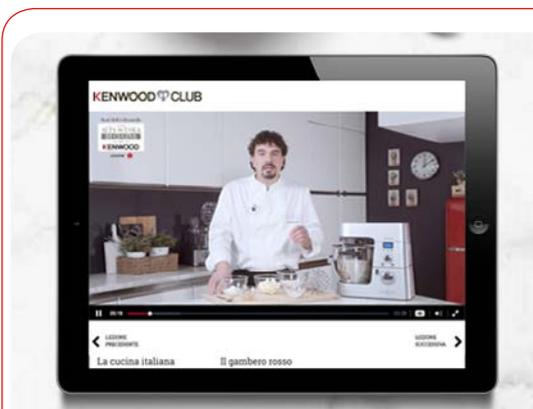 KENWOOD CLUB
KENWOOD
LEZIONE
PRECEDENTE
LEZIONE
SUCCESSIVA
La cucina italiana
Il gambero rosso